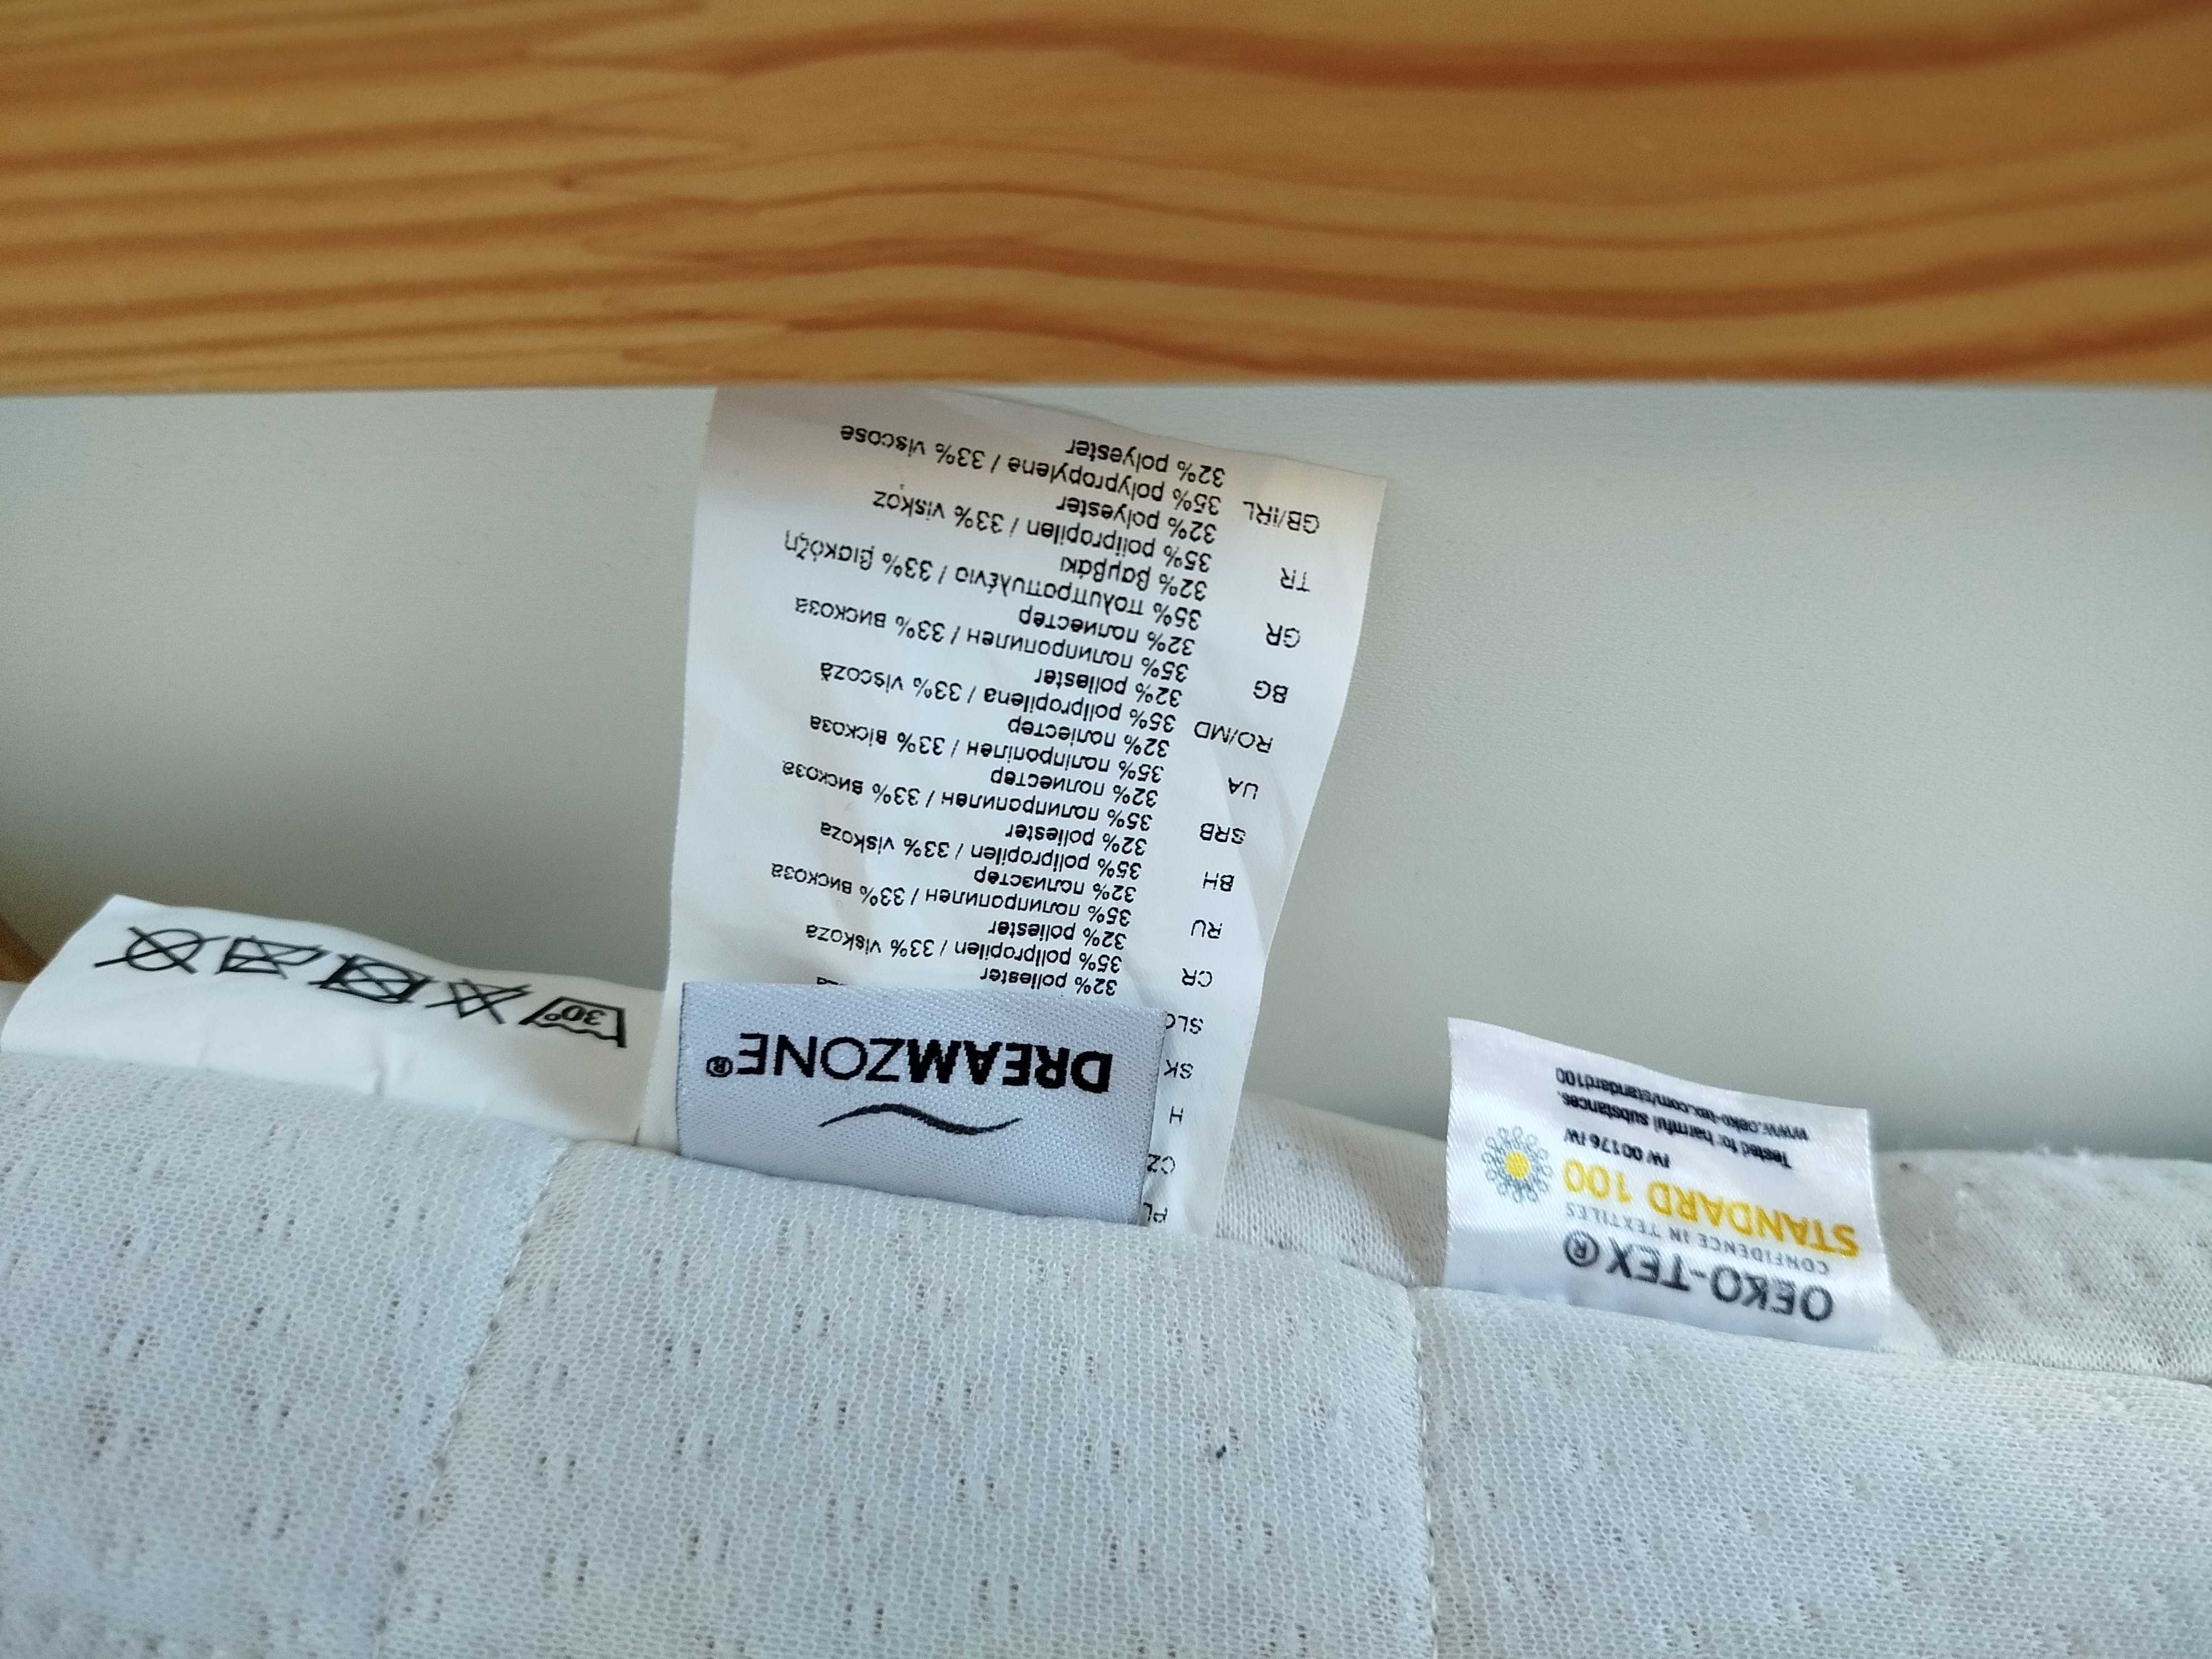 OEKO-TEX®
CONFIDENCE IN TEXTILES
STANDARD 100
IW 00176 IW
Tested for harmful substances.
www.oeko-tex.com/standard100
DREAMZONE®
PL
CZ
H
SK
SLO
32% poliester
CR 35% polipropilen / 33% viskoza
32% poliester
RU 35% полипропилен / 33% вискоза
32% полиэстер
BH 35% polipropilen / 33% viskoza
32% poliester
SRB 35% полипропилен / 33% вискоза
32% полиестер
UA 35% поліпропілен / 33% віскоза
32% поліестер
RO/MD 35% polipropilena / 33% viscoză
32% poliester
BG 35% полипропилен / 33% вискоза
32% полиестер
GR 35% πολυπροπυλένιο / 33% βισκόζη
32% βαμβάκι
TR 35% polipropilen / 33% viskoz
32% polyester
GB/IRL 35% polypropylene / 33% viscose
32% polyester
30°